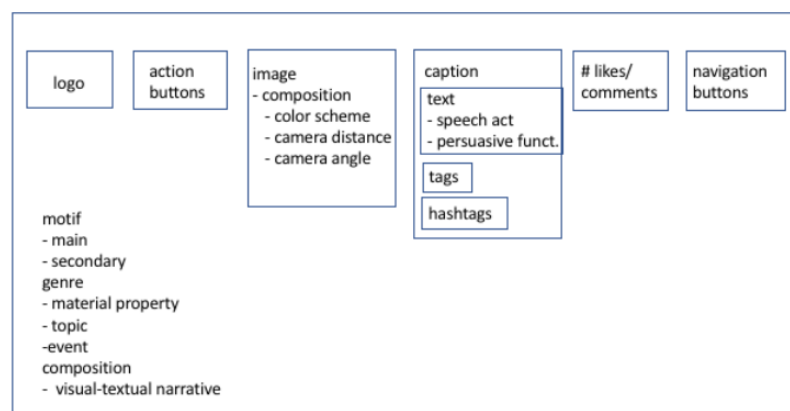 logo
action
buttons
image
- composition
- color scheme
- camera distance
- camera angle
caption
text
- speech act
- persuasive funct.
tags
hashtags
# likes/
comments
navigation
buttons
motif
- main
- secondary
genre
- material property
- topic
-event
composition
- visual-textual narrative